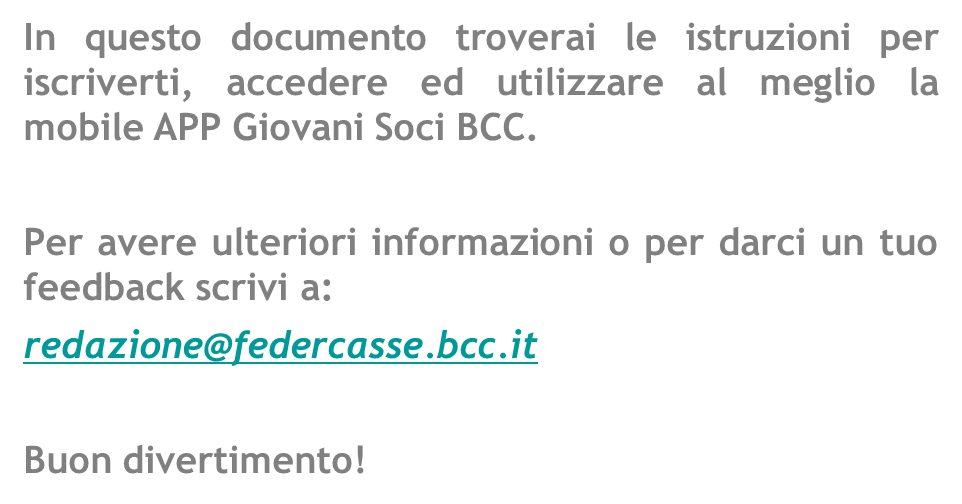 In questo documento troverai le istruzioni per
iscriverti, accedere ed utilizzare al meglio la
mobile APP Giovani Soci BCC.
Per avere ulteriori informazioni o per darci un tuo
feedback scrivi a:
redazione@federcasse.bcc.it
Buon divertimento!